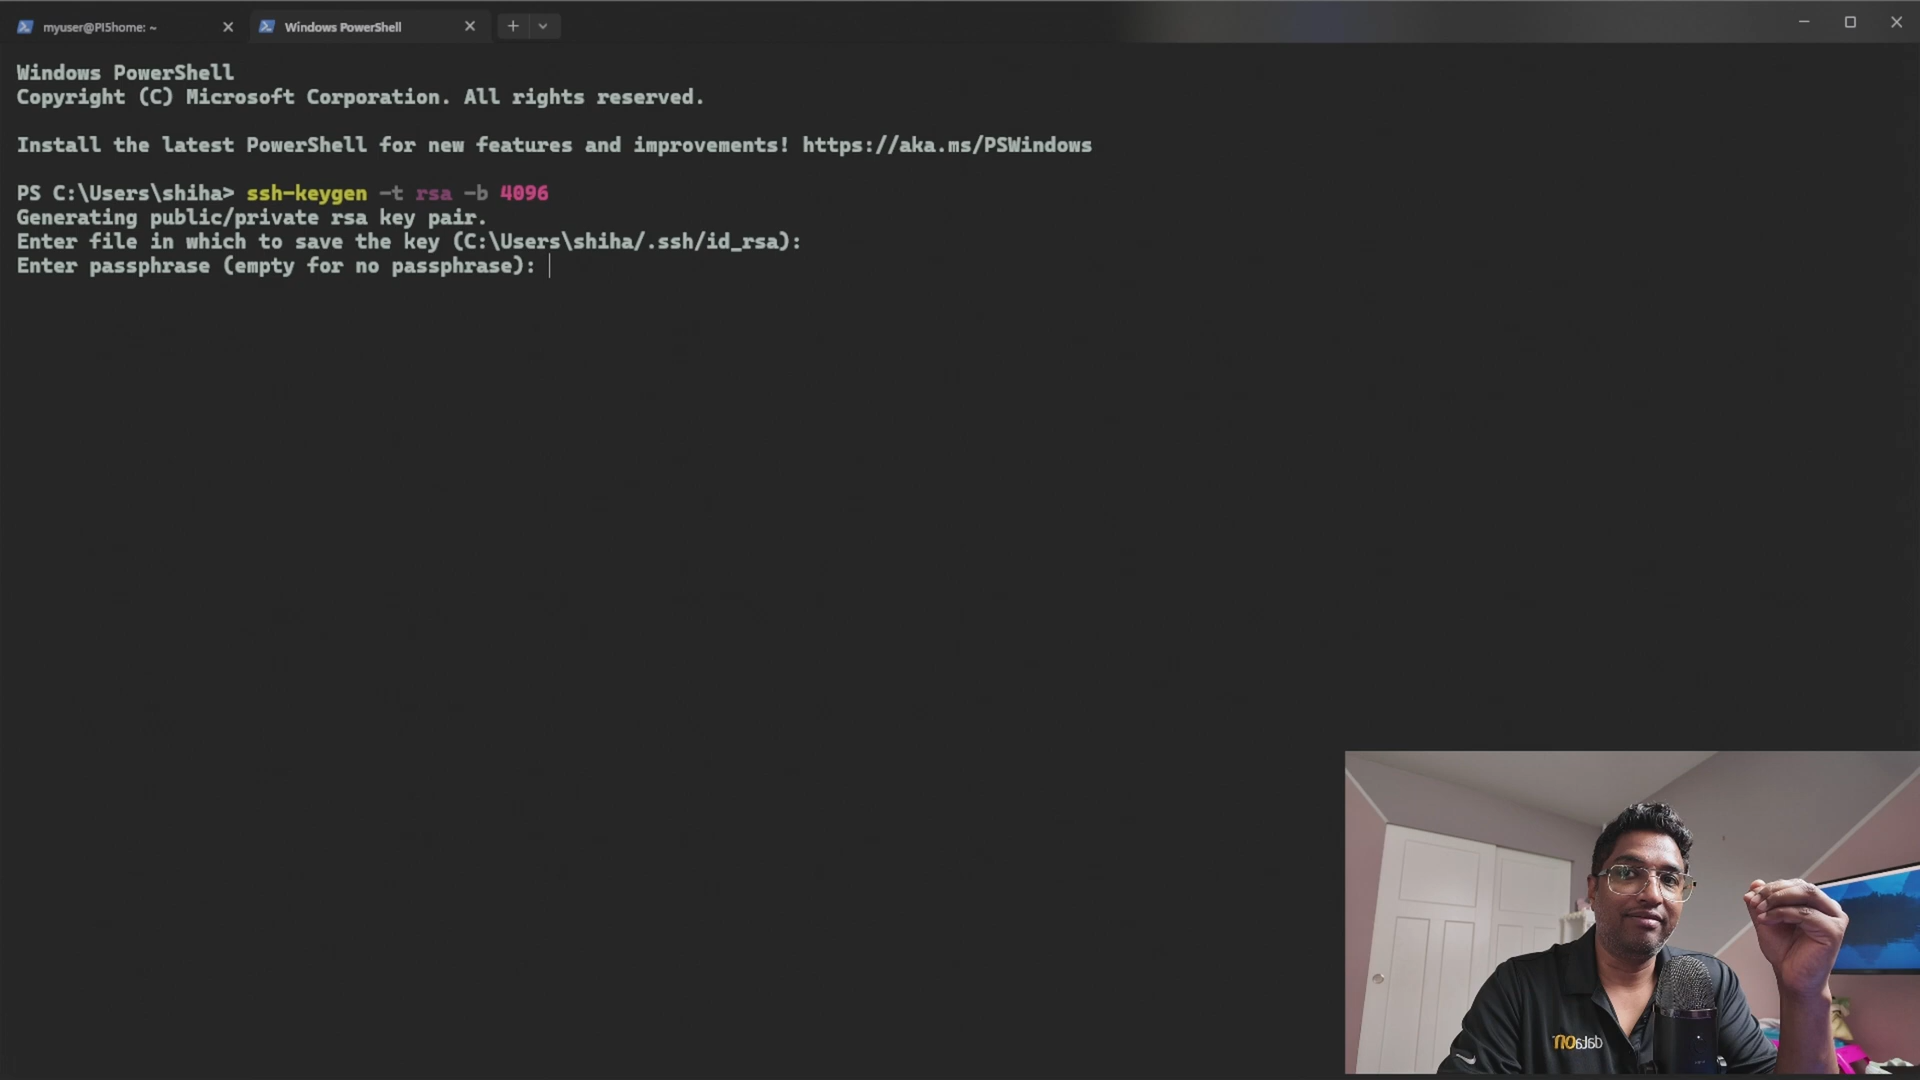 myuser@PI5home: ~
Windows PowerShell
Windows PowerShell
Copyright (C) Microsoft Corporation. All rights reserved.
Install the latest PowerShell for new features and improvements! https://aka.ms/PSWindows
PS C:\Users\shiha> ssh-keygen -t rsa -b 4096
Generating public/private rsa key pair.
Enter file in which to save the key (C:\Users\shiha/.ssh/id_rsa):
Enter passphrase (empty for no passphrase):
dataON